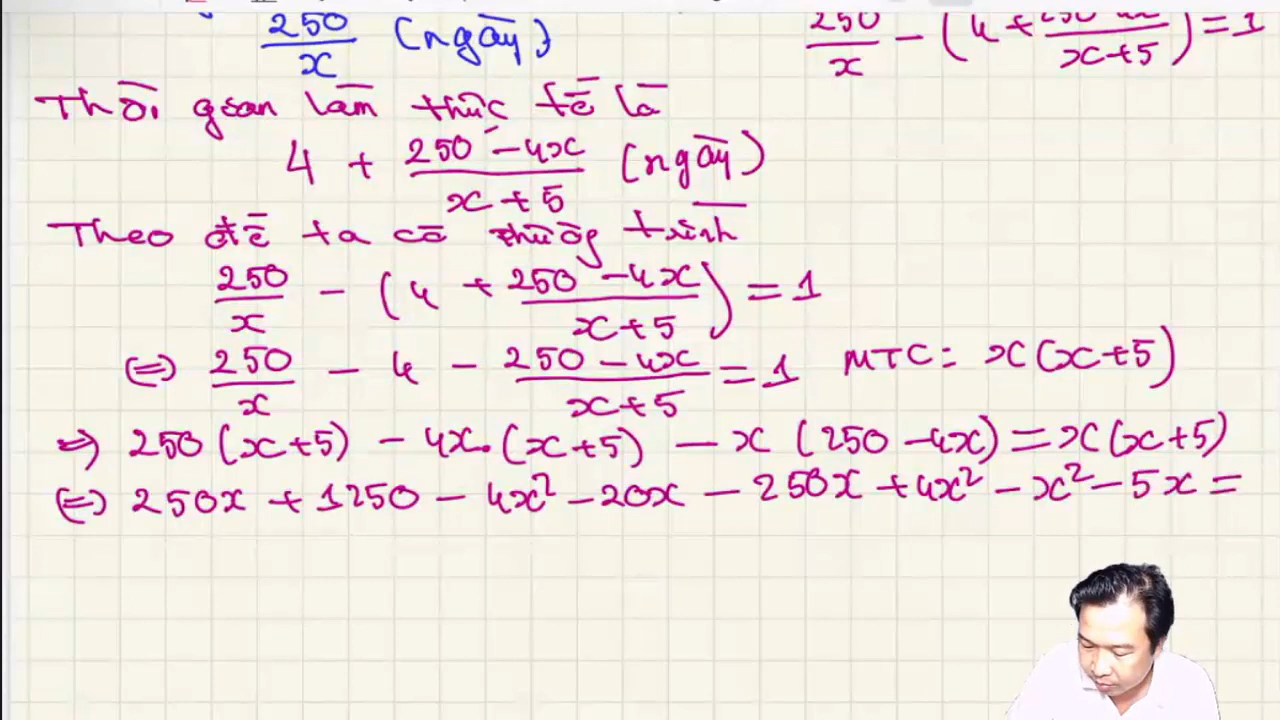 250/x (ngày)
250/x - (4 + 250-4x/x+5) = 1
Thời gian làm thực tế là
4 + 250 - 4x/x + 5 (ngày)
Theo đề ta có phương trình
250/x - (4 + 250 - 4x/x+5) = 1
⇔ 250/x - 4 - 250 - 4x/x+5 = 1 MTC = x(x+5)
⇒ 250(x+5) - 4x.(x+5) - x(250-4x) = x(x+5)
⇔ 250x + 1250 - 4x² - 20x - 250x + 4x² - x² - 5x =